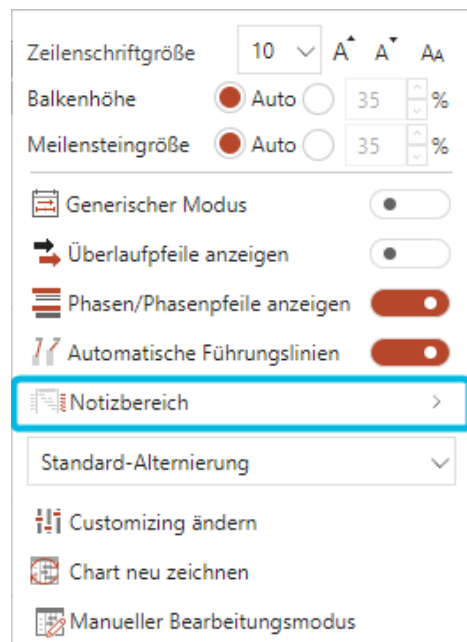 Zeilenschriftgröße 10 A A AA
Balkenhöhe Auto 35 %
Meilensteingröße Auto 35 %
Generischer Modus
Überlaufpfeile anzeigen
Phasen/Phasenpfeile anzeigen
Automatische Führungslinien
Notizbereich
Standard-Alternierung
Customizing ändern
Chart neu zeichnen
Manueller Bearbeitungsmodus